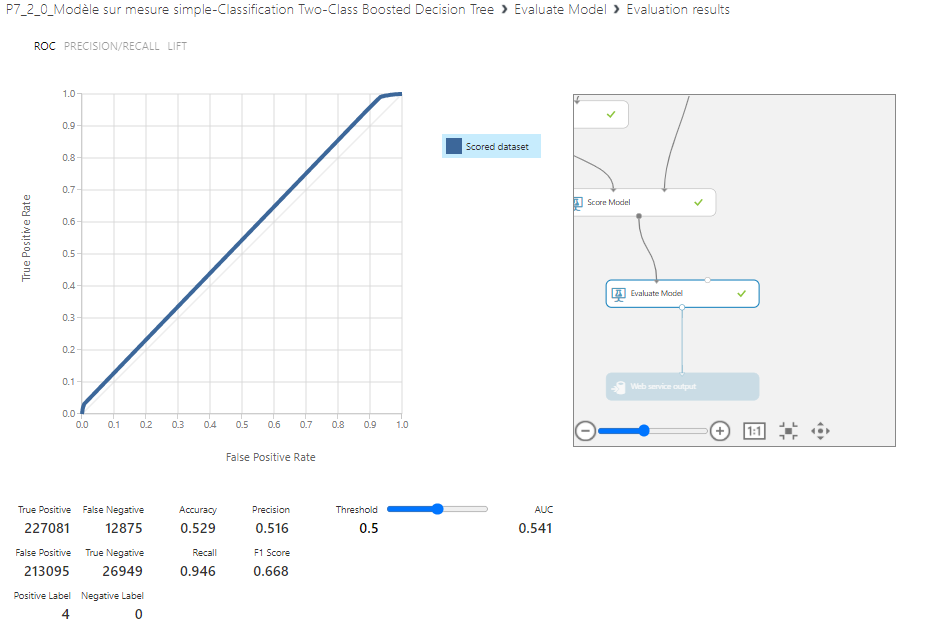 P7_2_0_Modèle sur mesure simple-Classification Two-Class Boosted Decision Tree > Evaluate Model > Evaluation results
ROC PRECISION/RECALL LIFT
1.0
0.9
0.8
0.7
0.6
0.5
0.4
0.3
0.2
0.1
0.0
True Positive Rate
0.0 0.1 0.2 0.3 0.4 0.5 0.6 0.7 0.8 0.9 1.0
False Positive Rate
Scored dataset
Score Model
Evaluate Model
Web service output
1:1
True Positive False Negative Accuracy Precision Threshold AUC
227081 12875 0.529 0.516 0.5 0.541
False Positive True Negative Recall F1 Score
213095 26949 0.946 0.668
Positive Label Negative Label
4 0